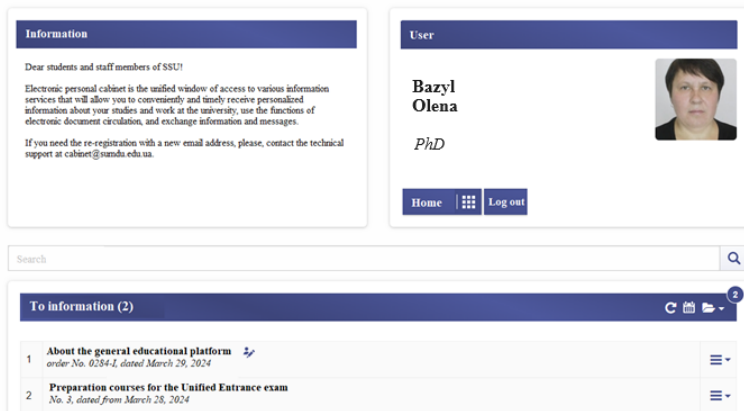 Information
Dear students and staff members of SSU!
Electronic personal cabinet is the unified window of access to various information
services that will allow you to conveniently and timely receive personalized
information about your studies and work at the university, use the functions of
electronic document circulation, and exchange information and messages.
If you need the re-registration with a new email address, please, contact the technical
support at cabinet@sumdu.edu.ua.
User
Bazyl
Olena
PhD
Home
Log out
Search
To information (2)
2
1
About the general educational platform
order No. 0284-I, dated March 29, 2024
2
Preparation courses for the Unified Entrance exam
No. 3, dated from March 28, 2024